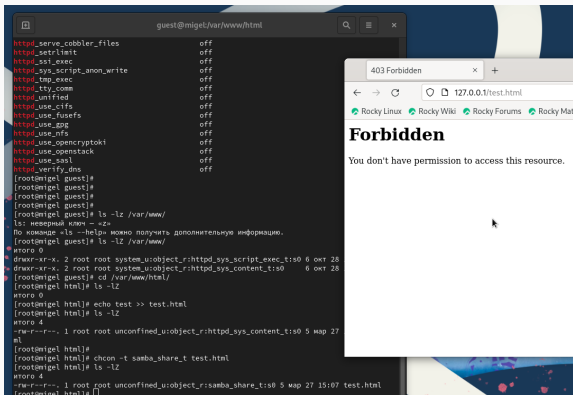 guest@migel:/var/www/html
httpd_serve_cobbler_files off
httpd_setrlimit off
httpd_ssi_exec off
httpd_sys_script_anon_write off
httpd_tmp_exec off
httpd_tty_comm off
httpd_unified off
httpd_use_cifs off
httpd_use_fusefs off
httpd_use_gpg off
httpd_use_nfs off
httpd_use_opencryptoki off
httpd_use_openstack off
httpd_use_sasl off
httpd_verify_dns off
[root@migel guest]#
[root@migel guest]#
[root@migel guest]#
[root@migel guest]# ls -lZ /var/www/
ls: неверный ключ — «z»
По команде «ls --help» можно получить дополнительную информацию.
[root@migel guest]# ls -lZ /var/www/
итого 0
drwxr-xr-x. 2 root root system_u:object_r:httpd_sys_script_exec_t:s0 6 окт 28
drwxr-xr-x. 2 root root system_u:object_r:httpd_sys_content_t:s0 6 окт 28
[root@migel guest]# cd /var/www/html/
[root@migel html]# ls -lZ
итого 0
[root@migel html]# echo test >> test.html
[root@migel html]# ls -lZ
итого 4
-rw-r--r--. 1 root root unconfined_u:object_r:httpd_sys_content_t:s0 5 мар 27
ml
[root@migel html]#
[root@migel html]# chcon -t samba_share_t test.html
[root@migel html]# ls -lZ
итого 4
-rw-r--r--. 1 root root unconfined_u:object_r:samba_share_t:s0 5 мар 27 15:07 test.html
[root@migel html]#
403 Forbidden
127.0.0.1/test.html
Rocky Linux Rocky Wiki Rocky Forums Rocky Mat
Forbidden
You don't have permission to access this resource.